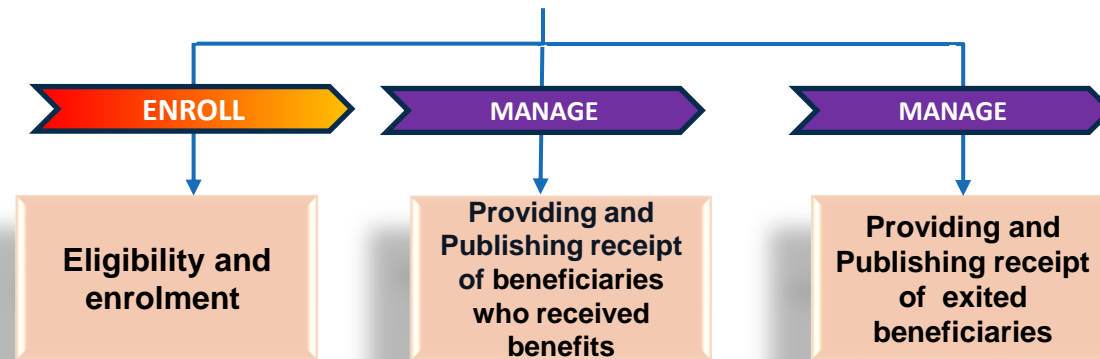 ENROLL
MANAGE
MANAGE
Eligibility and
enrolment
Providing and
Publishing receipt
of beneficiaries
who received
benefits
Providing and
Publishing receipt
of exited
beneficiaries